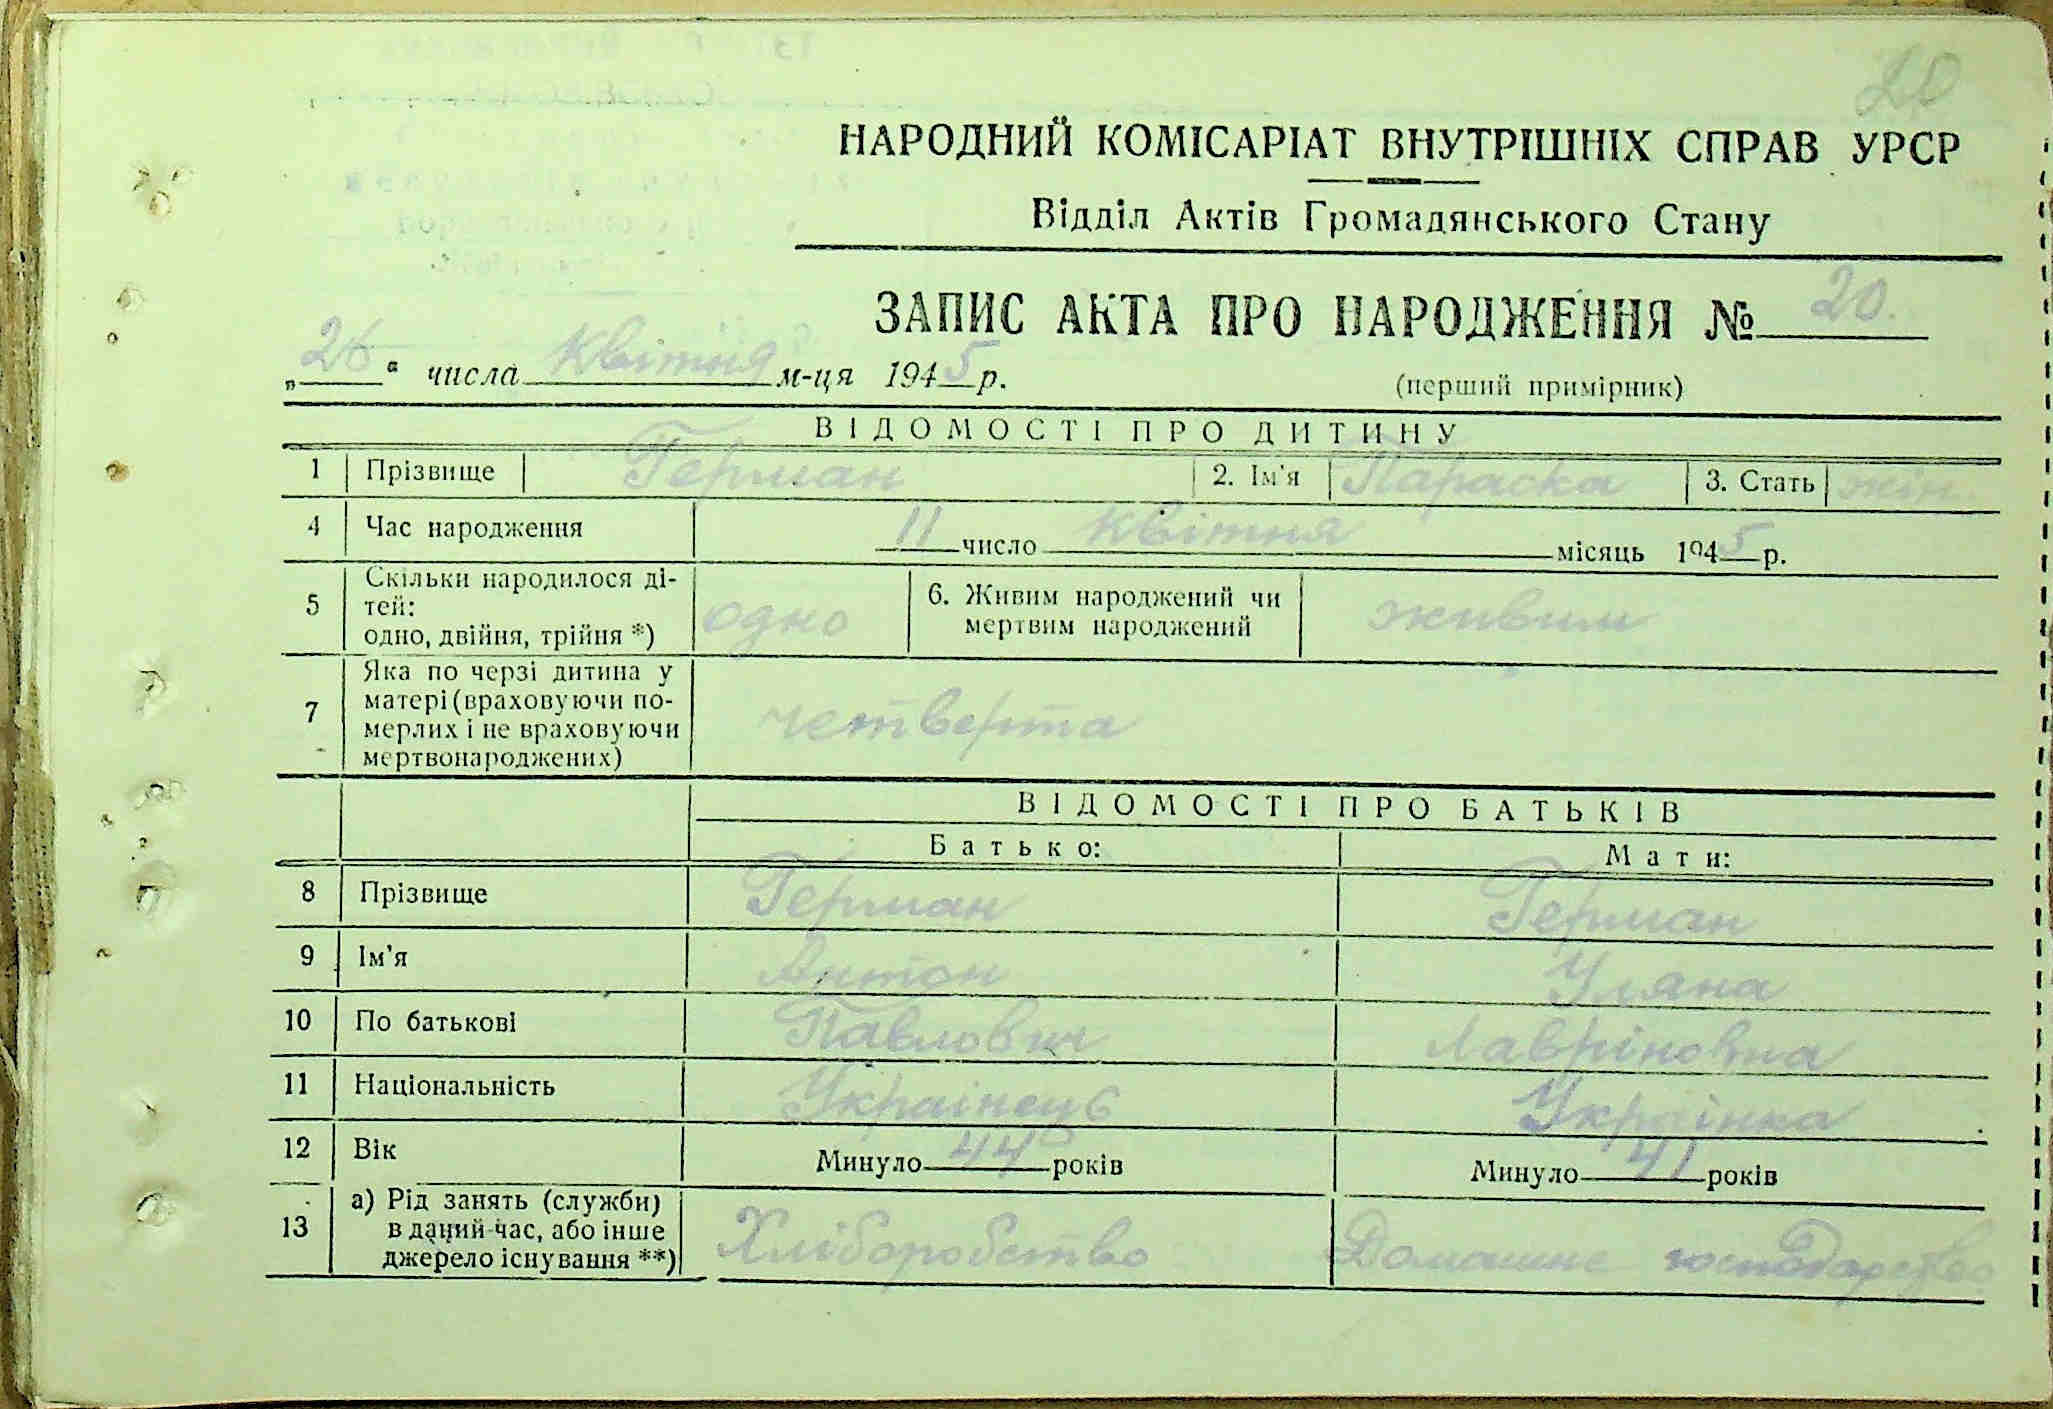 20
НАРОДНИЙ КОМІСАРІАТ ВНУТРІШНІХ СПРАВ УРСР
Відділ Актів Громадянського Стану
ЗАПИС АКТА ПРО НАРОДЖЕННЯ № 20.
„26“ числа Квітня м-ця 1945 р.
(перший примірник)
ВІДОМОСТІ ПРО ДИТИНУ
1 Прізвище Герман 2. Ім'я Параска 3. Стать жін.
4 Час народження 11 число Квітня місяць 1945 р.
5 Скільки народилося ді-
тей:
одно, двійня, трійня *) одно
6. Живим народжений чи
мертвим народжений живим
7 Яка по черзі дитина у
матері (враховуючи по-
мерлих і не враховуючи
мертвонароджених) четверта
ВІДОМОСТІ ПРО БАТЬКІВ
Батько: Мати:
8 Прізвище Герман Герман
9 Ім'я Антон Уляна
10 По батькові Павлович Лавріновна
11 Національність Українець Українка
12 Вік Минуло 44 років Минуло 41 років
13 а) Рід занять (служби)
в даний час, або інше
джерело існування **) Хліборобство Домашнє господарство